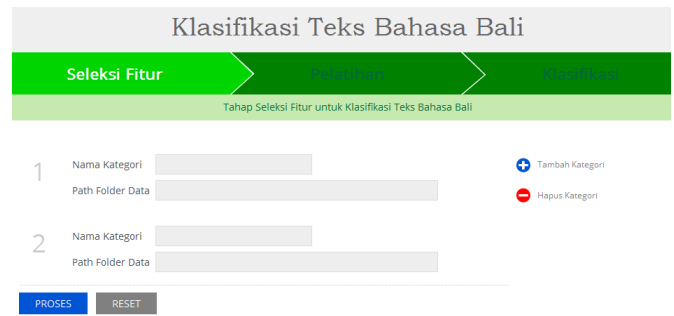 Klasifikasi Teks Bahasa Bali
Seleksi Fitur Pelatihan Klasifikasi
Tahap Seleksi Fitur untuk Klasifikasi Teks Bahasa Bali
1 Nama Kategori Tambah Kategori
Path Folder Data Hapus Kategori
2 Nama Kategori
Path Folder Data
PROSES RESET